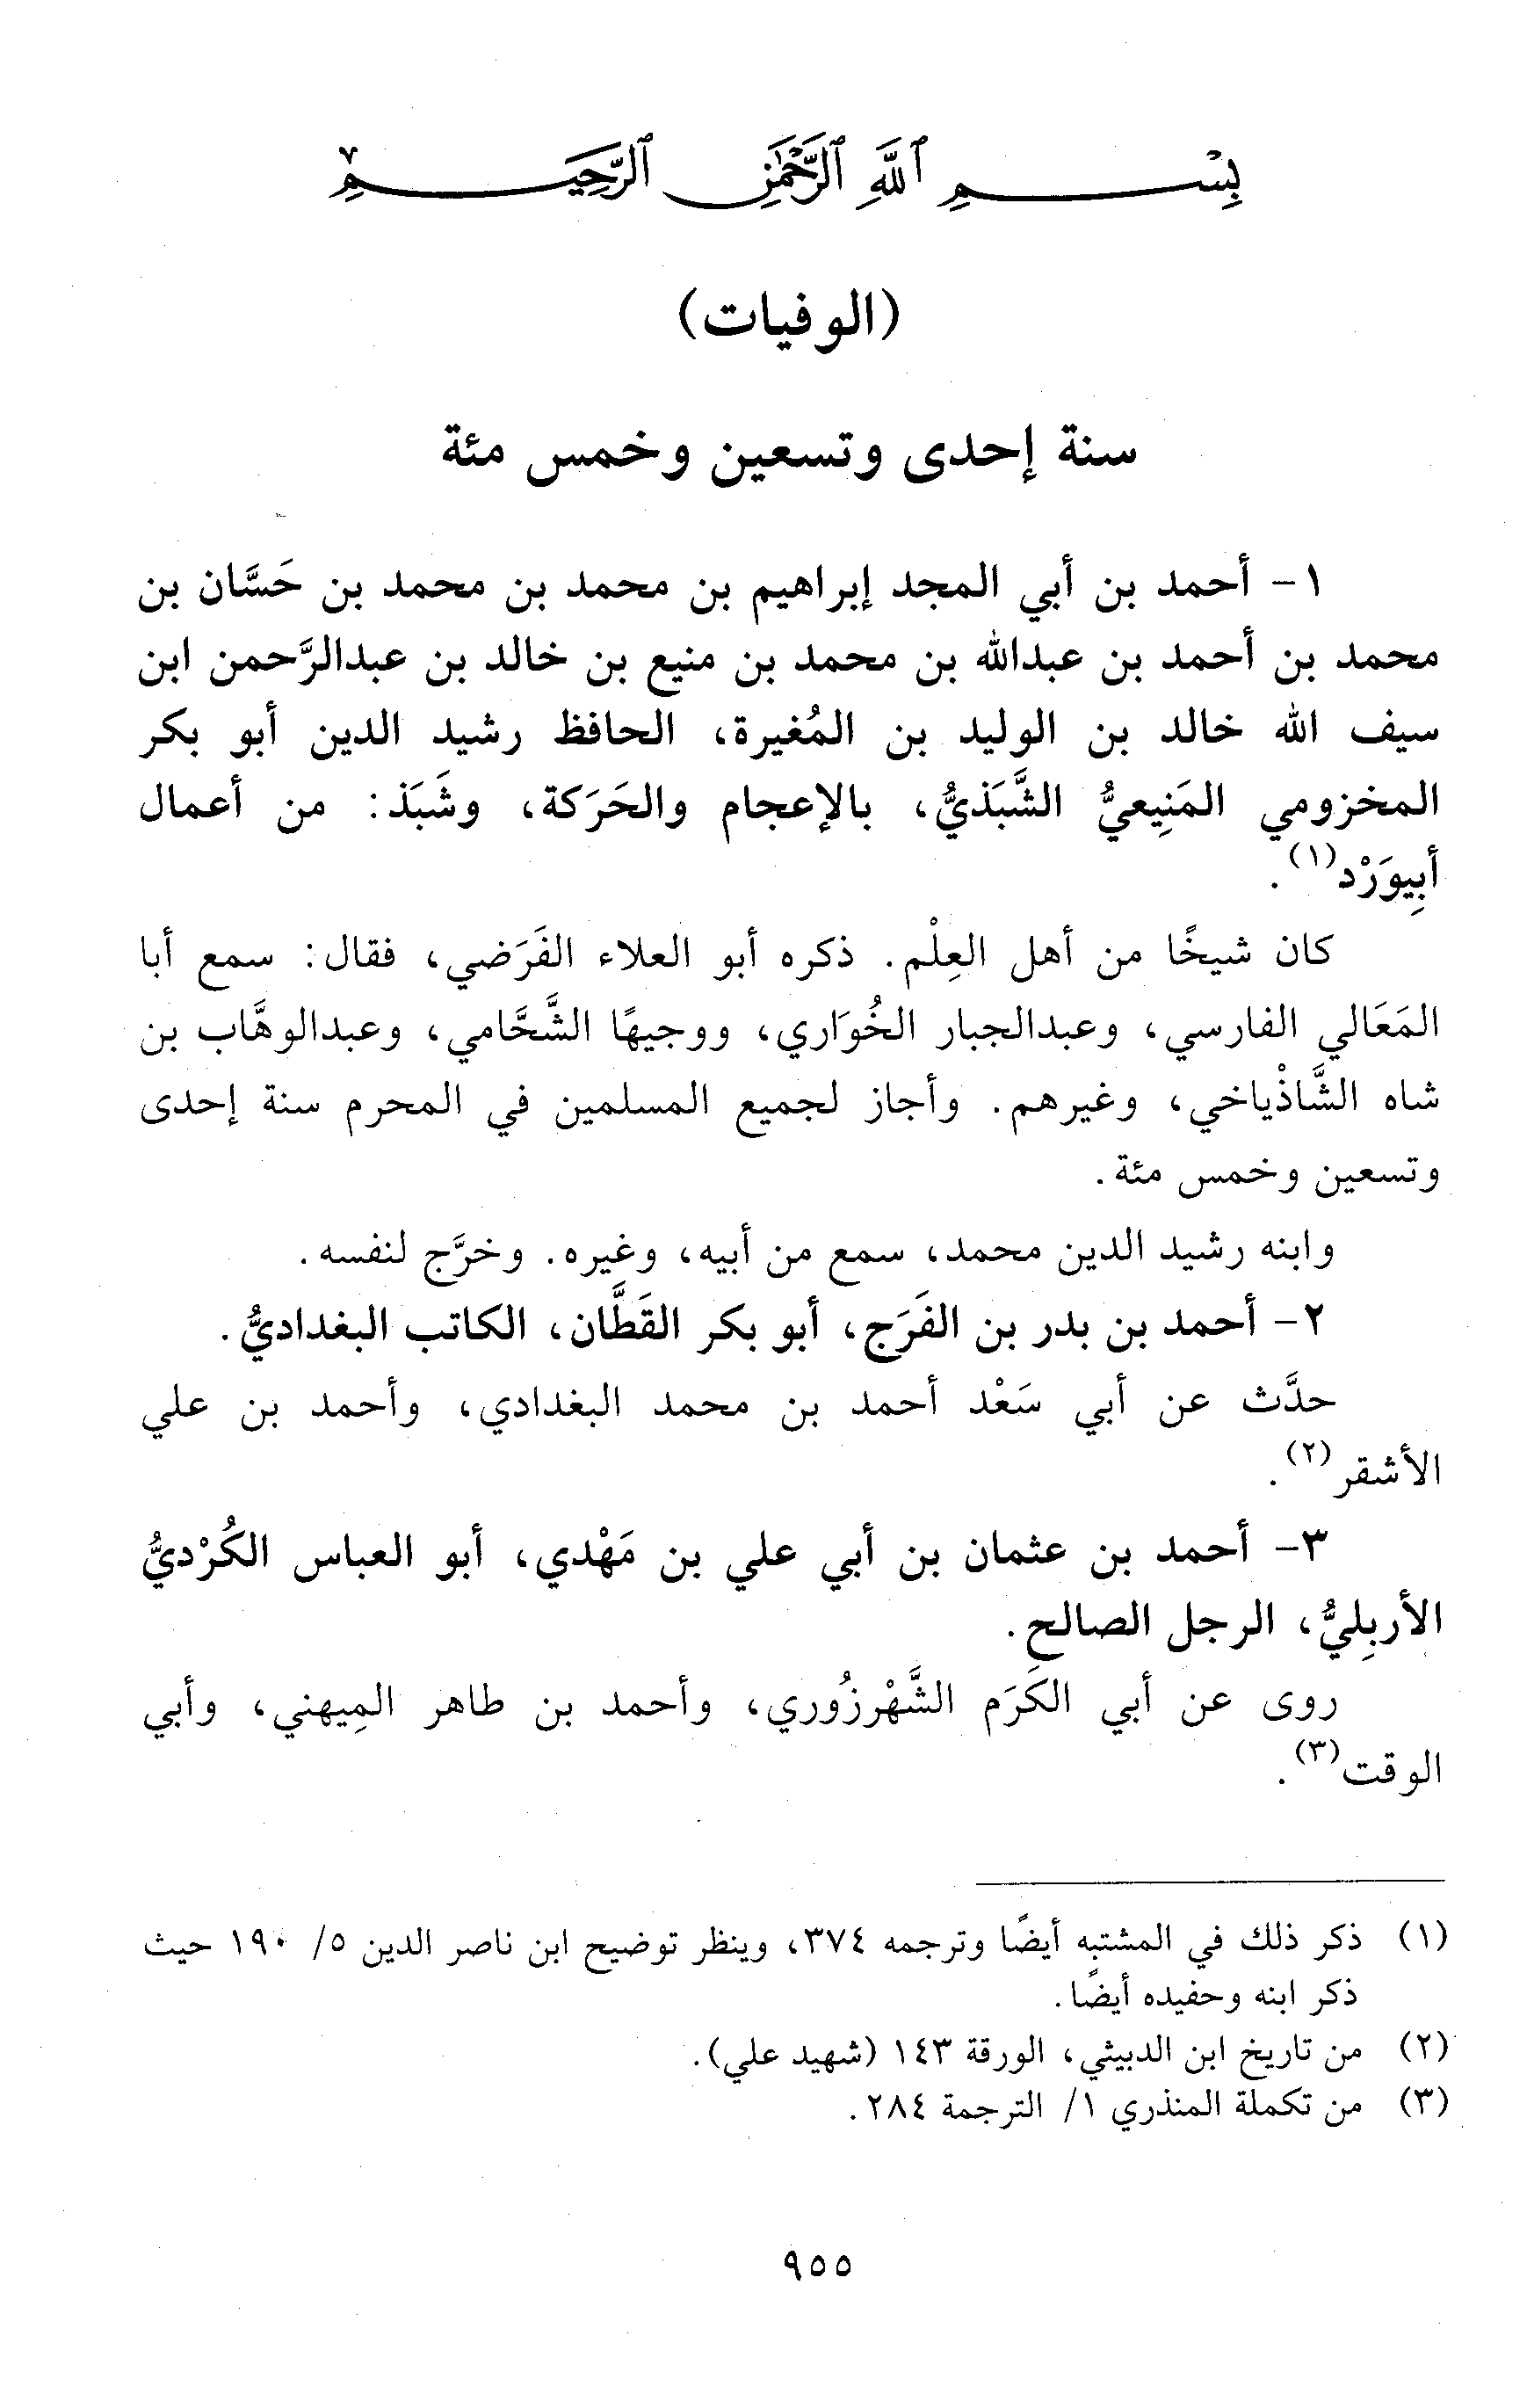 بِسْمِ ٱللَّهِ ٱلرَّحْمَٰنِ ٱلرَّحِيمِ
(الوفيات)
سنة إحدى وتسعين وخمس مئة
١- أحمد بن أبي المجد إبراهيم بن محمد بن محمد بن حَسَّان بن
محمد بن أحمد بن عبدالله بن محمد بن منيع بن خالد بن عبدالرَّحمن ابن
سيف الله خالد بن الوليد بن المُغيرة، الحافظ رشيد الدين أبو بكر
المخزومي المَنِيعيُّ الشَّبَذيُّ، بالإعجام والحَرَكة، وشَبَذ: من أعمال
أبِيوَرْد(١).
كان شيخًا من أهل العِلْم. ذكره أبو العلاء الفَرَضي، فقال: سمع أبا
المَعَالي الفارسي، وعبدالجبار الخُوَاري، ووجيهًا الشَّحَّامي، وعبدالوهَّاب بن
شاه الشَّاذْياخي، وغيرهم. وأجاز لجميع المسلمين في المحرم سنة إحدى
وتسعين وخمس مئة.
وابنه رشيد الدين محمد، سمع من أبيه، وغيره. وخرَّج لنفسه.
٢- أحمد بن بدر بن الفَرَج، أبو بكر القَطَّان، الكاتب البغداديُّ.
حدَّث عن أبي سَعْد أحمد بن محمد البغدادي، وأحمد بن علي
الأشقر(٢).
٣- أحمد بن عثمان بن أبي علي بن مَهْدي، أبو العباس الكُرْديُّ
الأربِليُّ، الرجل الصالح.
روى عن أبي الكَرَم الشَّهْرزُوري، وأحمد بن طاهر المِيهني، وأبي
الوقت(٣).
(١) ذكر ذلك في المشتبه أيضًا وترجمه ٣٧٤، وينظر توضيح ابن ناصر الدين ٥/ ١٩٠ حيث
ذكر ابنه وحفيده أيضًا.
(٢) من تاريخ ابن الدبيثي، الورقة ١٤٣ (شهيد علي).
(٣) من تكملة المنذري ١/ الترجمة ٢٨٤.
٩٥٥